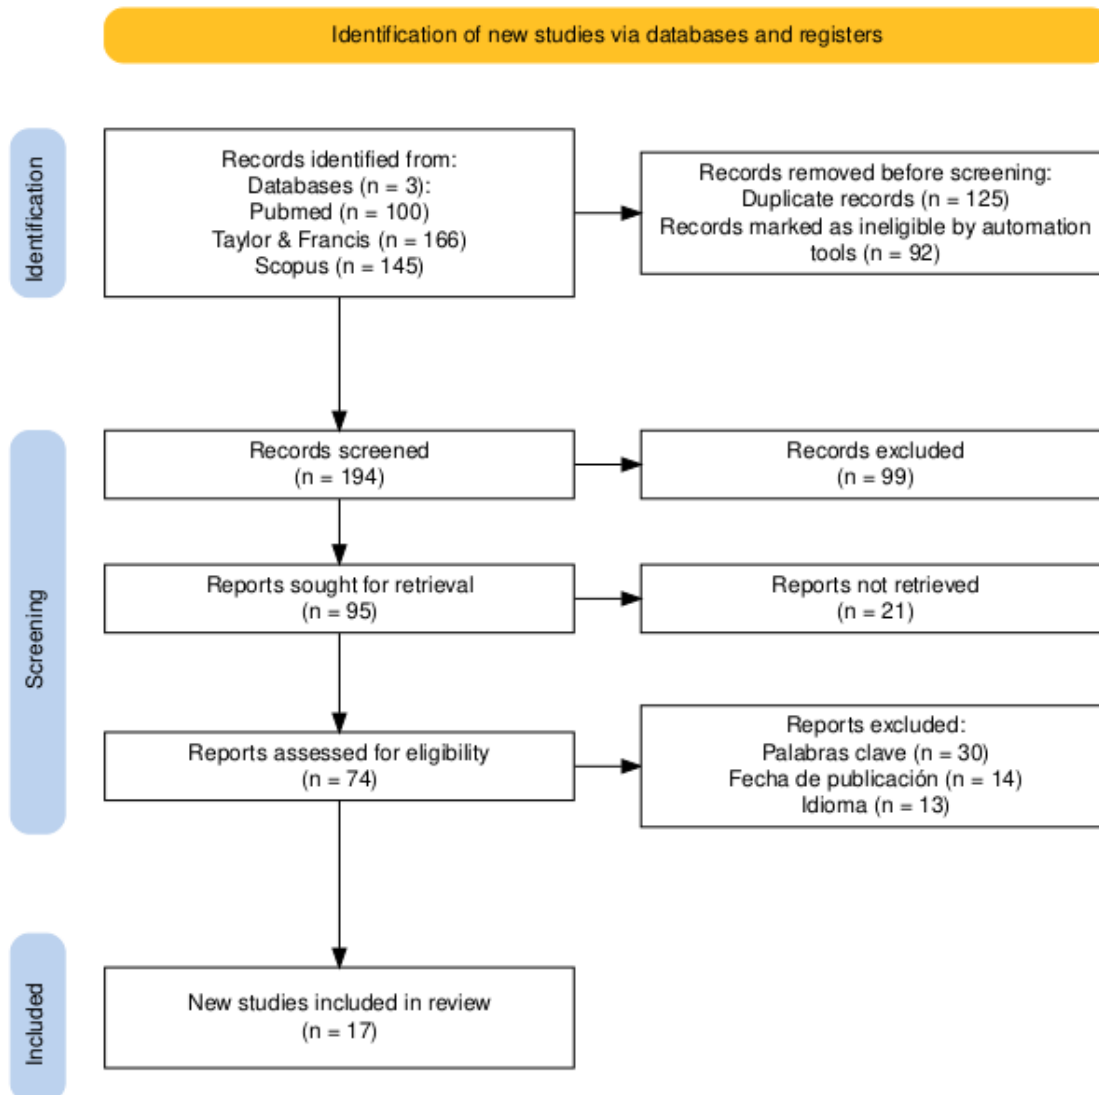 Identification of new studies via databases and registers
Identification
Records identified from:
Databases (n = 3):
Pubmed (n = 100)
Taylor & Francis (n = 166)
Scopus (n = 145)
Records removed before screening:
Duplicate records (n = 125)
Records marked as ineligible by automation
tools (n = 92)
Screening
Records screened
(n = 194)
Records excluded
(n = 99)
Reports sought for retrieval
(n = 95)
Reports not retrieved
(n = 21)
Reports assessed for eligibility
(n = 74)
Reports excluded:
Palabras clave (n = 30)
Fecha de publicación (n = 14)
Idioma (n = 13)
Included
New studies included in review
(n = 17)